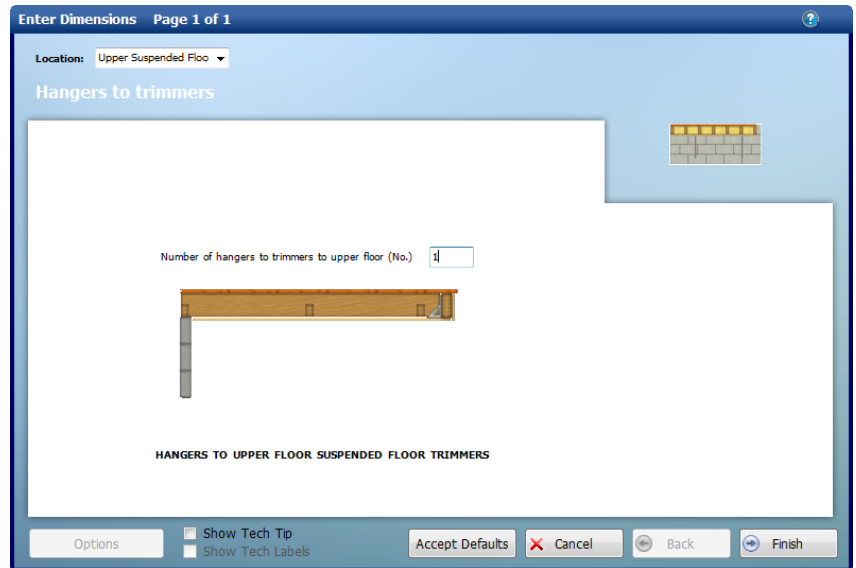 Enter Dimensions Page 1 of 1
Location: Upper Suspended Floo
Hangers to trimmers
Number of hangers to trimmers to upper floor (No.) 1
HANGERS TO UPPER FLOOR SUSPENDED FLOOR TRIMMERS
Options
Show Tech Tip
Show Tech Labels
Accept Defaults
Cancel
Back
Finish